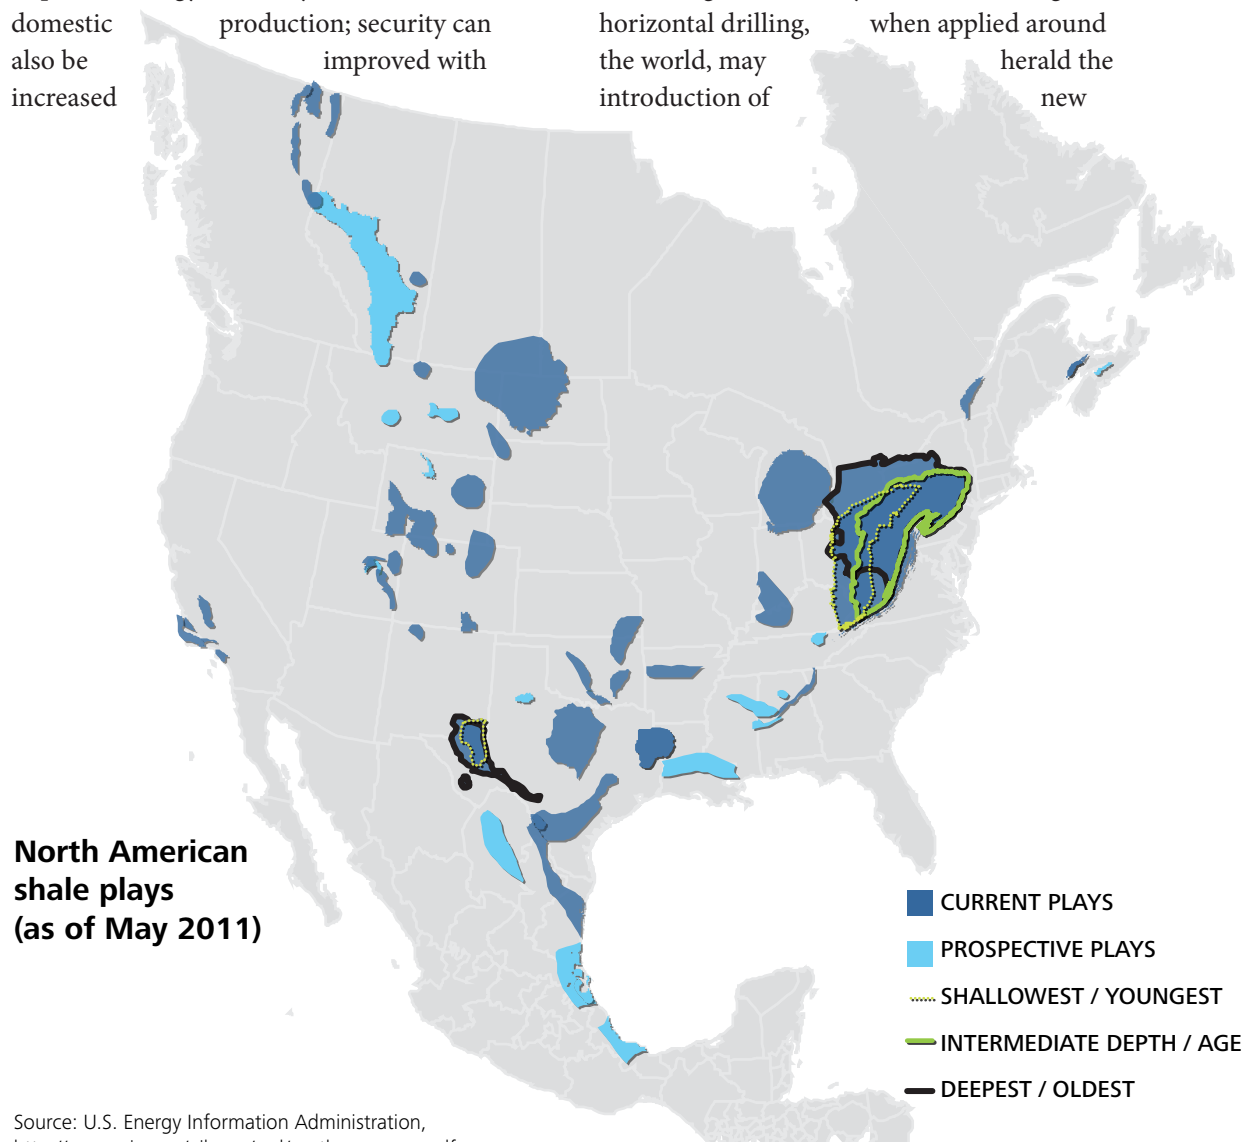 domestic production; security can
also be improved with
increased
horizontal drilling, when applied around
the world, may herald the
introduction of new
North American
shale plays
(as of May 2011)
CURRENT PLAYS
PROSPECTIVE PLAYS
SHALLOWEST / YOUNGEST
INTERMEDIATE DEPTH / AGE
DEEPEST / OLDEST
Source: U.S. Energy Information Administration,